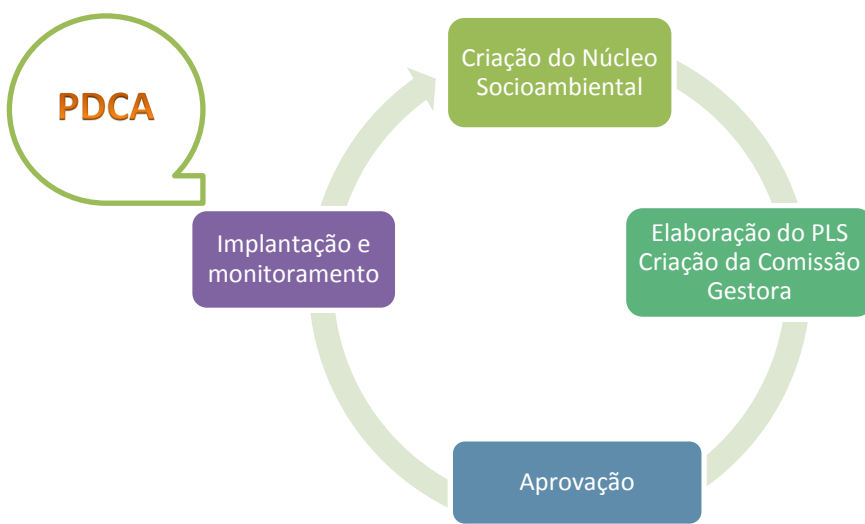 PDCA
Criação do Núcleo
Socioambiental
Elaboração do PLS
Criação da Comissão
Gestora
Aprovação
Implantação e
monitoramento